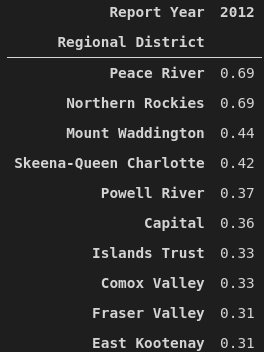 Report Year 2012
Regional District
Peace River 0.69
Northern Rockies 0.69
Mount Waddington 0.44
Skeena-Queen Charlotte 0.42
Powell River 0.37
Capital 0.36
Islands Trust 0.33
Comox Valley 0.33
Fraser Valley 0.31
East Kootenay 0.31